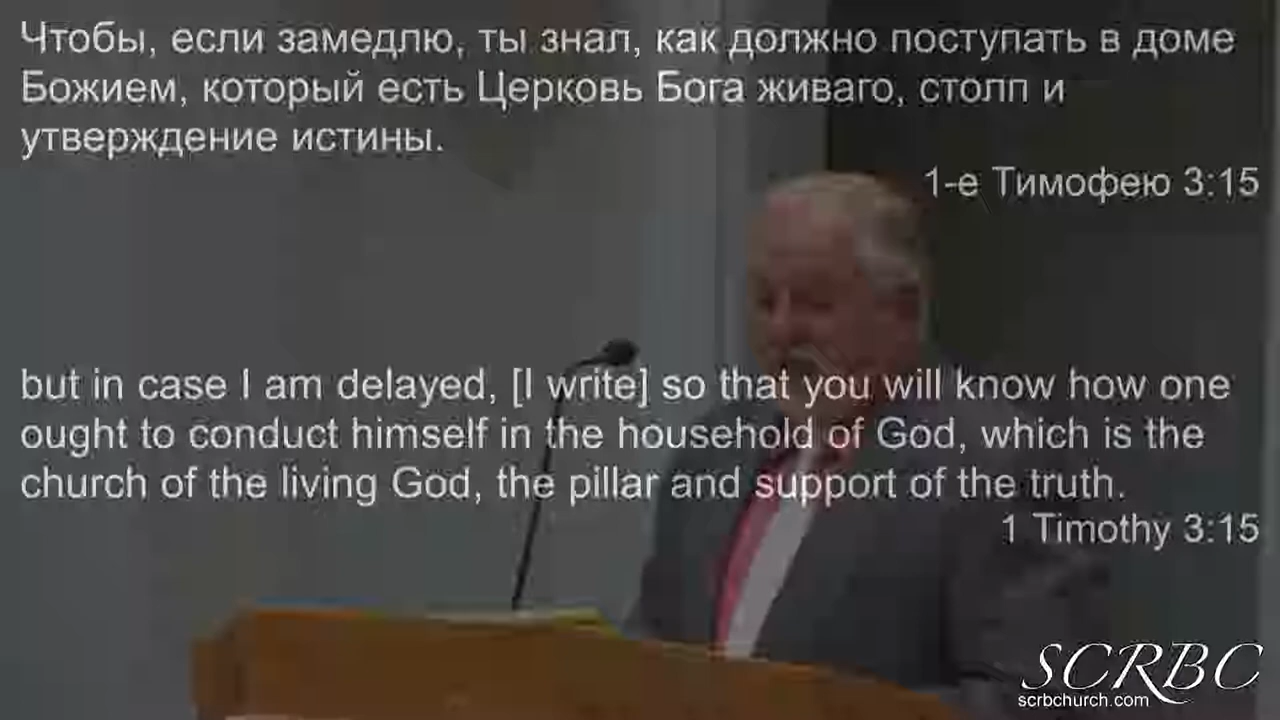 Чтобы, если замедлю, ты знал, как должно поступать в доме
Божием, который есть Церковь Бога живаго, столп и
утверждение истины.
1-е Тимофею 3:15
but in case I am delayed, [I write] so that you will know how one
ought to conduct himself in the household of God, which is the
church of the living God, the pillar and support of the truth.
1 Timothy 3:15
SCRBC
scrbchurch.com